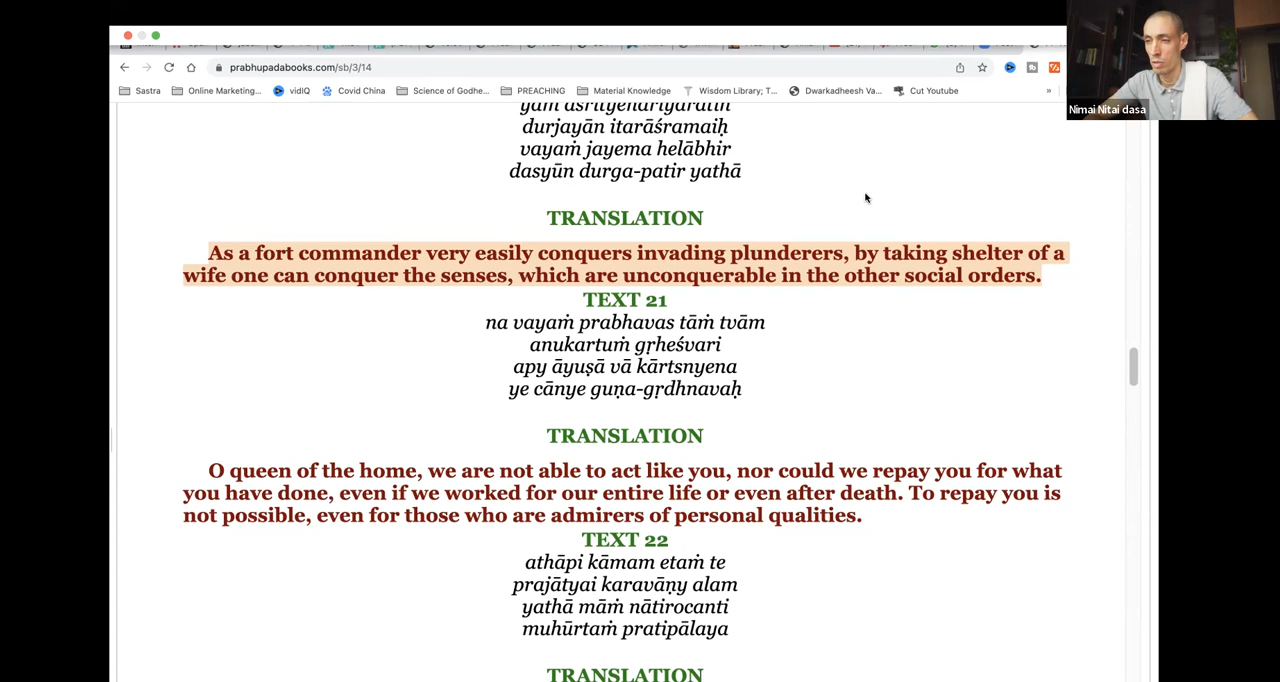 prabhupadabooks.com/sb/3/14
Sastra
Online Marketing...
vidIQ
Covid China
Science of Godhe...
PREACHING
Material Knowledge
Wisdom Library; T...
Dwarkadheesh Va...
Cut Youtube
»
Nimai Nitai dasa
yām āśrityendriyārātīn
durjayān itarāśramaiḥ
vayaṁ jayema helābhir
dasyūn durga-patir yathā
TRANSLATION
As a fort commander very easily conquers invading plunderers, by taking shelter of a
wife one can conquer the senses, which are unconquerable in the other social orders.
TEXT 21
na vayaṁ prabhavas tāṁ tvām
anukartuṁ gṛheśvari
apy āyuṣā vā kārtsnyena
ye cānye guṇa-gṛdhnavaḥ
TRANSLATION
O queen of the home, we are not able to act like you, nor could we repay you for what
you have done, even if we worked for our entire life or even after death. To repay you is
not possible, even for those who are admirers of personal qualities.
TEXT 22
athāpi kāmam etaṁ te
prajātyai karavāṇy alam
yathā māṁ nātirocanti
muhūrtaṁ pratipālaya
TRANSLATION